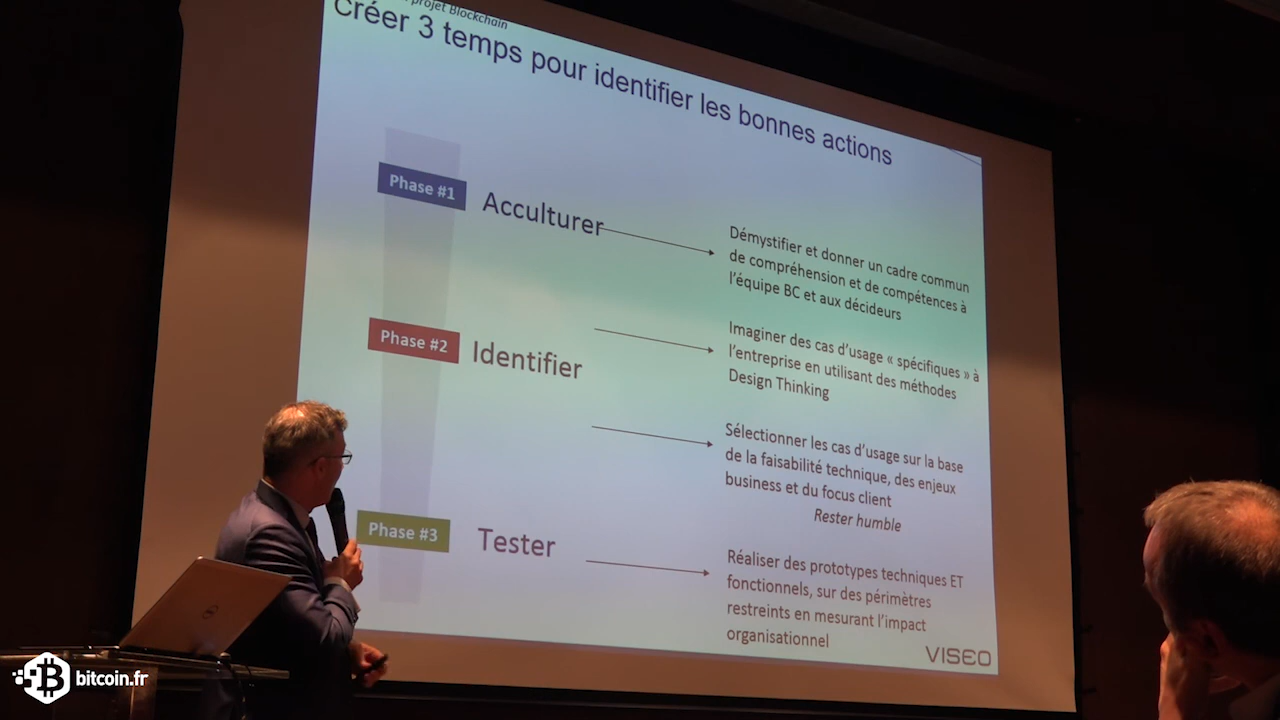 projet Blockchain
Créer 3 temps pour identifier les bonnes actions
Phase #1
Acculturer
Démystifier et donner un cadre commun
de compréhension et de compétences à
l'équipe BC et aux décideurs
Phase #2
Identifier
Imaginer des cas d'usage « spécifiques » à
l'entreprise en utilisant des méthodes
Design Thinking
Sélectionner les cas d'usage sur la base
de la faisabilité technique, des enjeux
business et du focus client
Rester humble
Phase #3
Tester
Réaliser des prototypes techniques ET
fonctionnels, sur des périmètres
restreints en mesurant l'impact
organisationnel
VISEO
bitcoin.fr